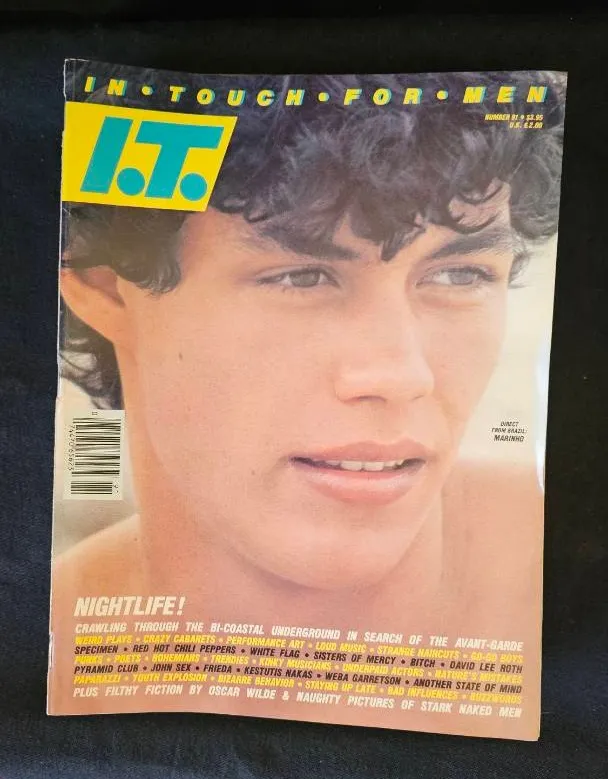 IN • TOUCH • FOR • MEN
I.T.
NUMBER 91 • $3.95
U.K. £2.00
DIRECT
FROM BRAZIL:
MARINHO
NIGHTLIFE!
CRAWLING THROUGH THE BI-COASTAL UNDERGROUND IN SEARCH OF THE AVANT-GARDE
WEIRD PLAYS • CRAZY CABARETS • PERFORMANCE ART • LOUD MUSIC • STRANGE HAIRCUTS • GO-GO BOYS
SPECIMEN • RED HOT CHILI PEPPERS • WHITE FLAG • SISTERS OF MERCY • BITCH • DAVID LEE ROTH
PUNKS • POETS • BOHEMIANS • TRENDIES • KINKY MUSICIANS • UNDERPAID ACTORS • NATURE'S MISTAKES
PYRAMID CLUB • JOHN SEX • FRIEDA • KESTUTIS NAKAS • WEBA GARRETSON • ANOTHER STATE OF MIND
PAPARAZZI • YOUTH EXPLOSION • BIZARRE BEHAVIOR • STAYING UP LATE • BAD INFLUENCES • BUZZWORDS
PLUS FILTHY FICTION BY OSCAR WILDE & NAUGHTY PICTURES OF STARK NAKED MEN